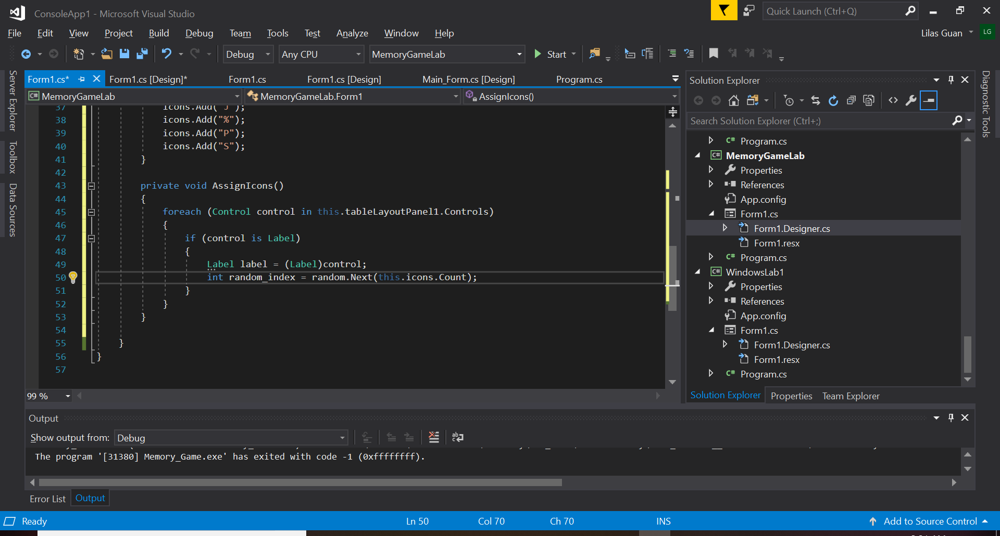 ConsoleApp1 - Microsoft Visual Studio
Quick Launch (Ctrl+Q)
File Edit View Project Build Debug Team Tools Test Analyze Window Help
Lilas Guan LG
Debug Any CPU MemoryGameLab Start
Server Explorer
Toolbox
Data Sources
Form1.cs* Form1.cs [Design]* Form1.cs Form1.cs [Design] Main_Form.cs [Design] Program.cs
MemoryGameLab MemoryGameLab.Form1 AssignIcons()
37 icons.Add("J");
38 icons.Add("%");
39 icons.Add("P");
40 icons.Add("S");
41 }
42
43 private void AssignIcons()
44 {
45 foreach (Control control in this.tableLayoutPanel1.Controls)
46 {
47 if (control is Label)
48 {
49 Label label = (Label)control;
50 int random_index = random.Next(this.icons.Count);
51 }
52 }
53 }
54
55 }
56 }
57
99 %
Solution Explorer
Search Solution Explorer (Ctrl+;)
C# Program.cs
C# MemoryGameLab
Properties
References
App.config
Form1.cs
Form1.Designer.cs
Form1.resx
C# Program.cs
C# WindowsLab1
Properties
References
App.config
Form1.cs
Form1.Designer.cs
Form1.resx
C# Program.cs
Solution Explorer Properties Team Explorer
Diagnostic Tools
Output
Show output from: Debug
The program '[31380] Memory_Game.exe' has exited with code -1 (0xffffffff).
Error List Output
Ready Ln 50 Col 70 Ch 70 INS Add to Source Control